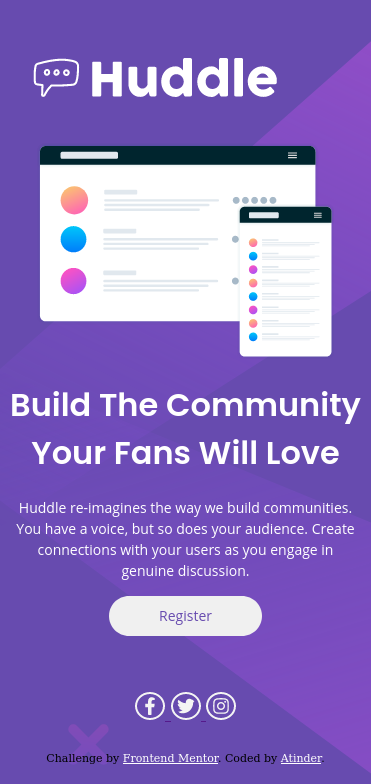 Huddle
Build The Community
Your Fans Will Love
Huddle re-imagines the way we build communities.
You have a voice, but so does your audience. Create
connections with your users as you engage in
genuine discussion.
Register
Challenge by Frontend Mentor. Coded by Atinder.